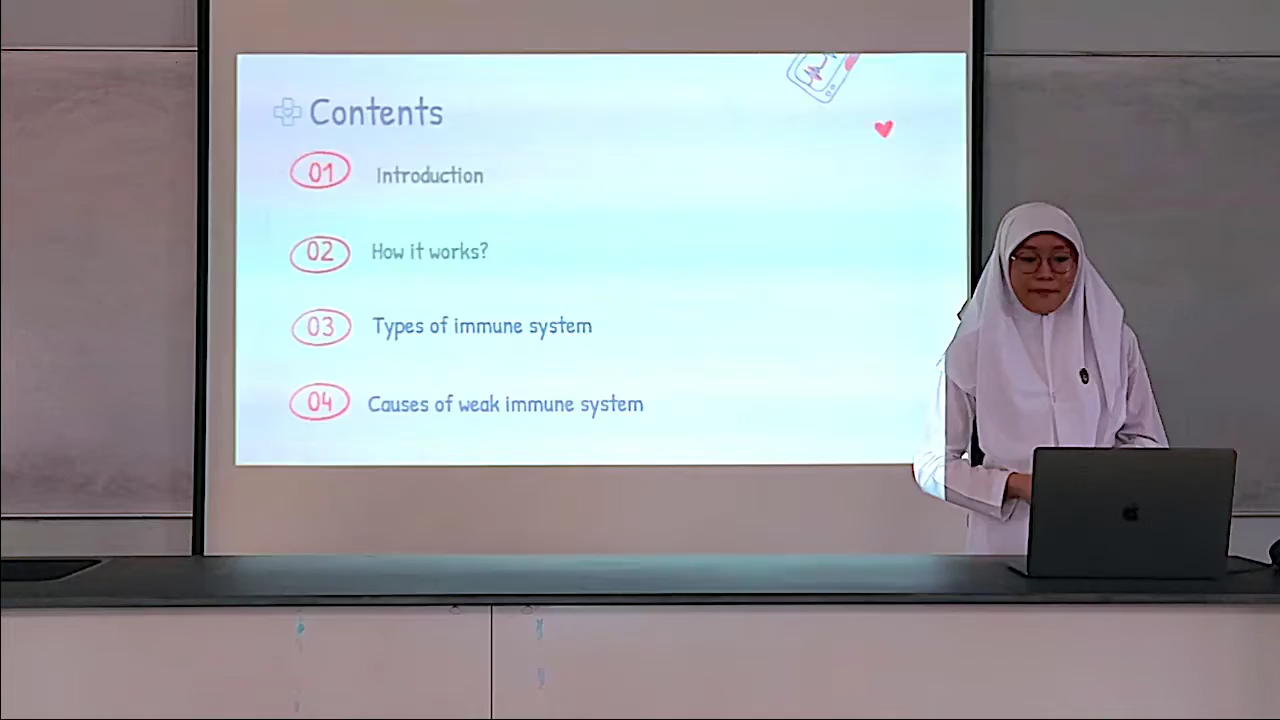 Contents
01 Introduction
02 How it works?
03 Types of immune system
04 Causes of weak immune system